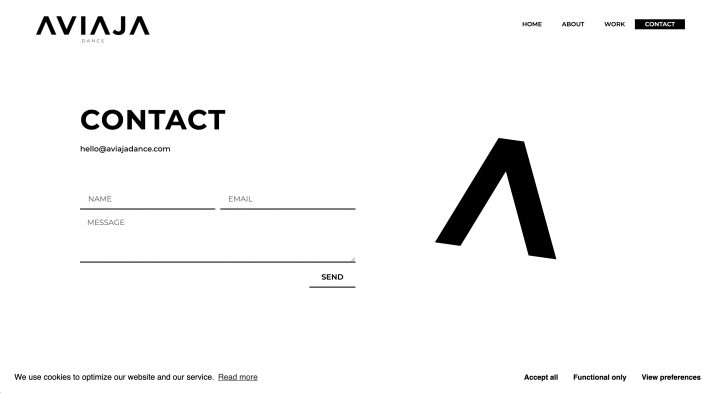 AVIAJA
DANCE
HOME ABOUT WORK CONTACT
CONTACT
hello@aviajadance.com
NAME EMAIL
MESSAGE
SEND
We use cookies to optimize our website and our service. Read more Accept all Functional only View preferences